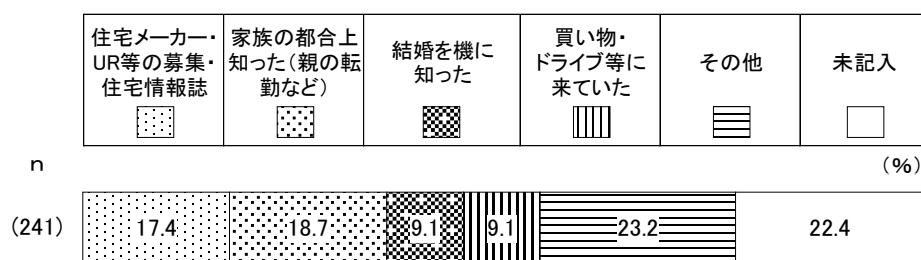 住宅メーカー・
UR等の募集・
住宅情報誌
家族の都合上
知った(親の転
勤など)
結婚を機に
知った
買い物・
ドライブ等に
来ていた
その他
未記入
n
(%)
(241)
17.4
18.7
9.1
9.1
23.2
22.4